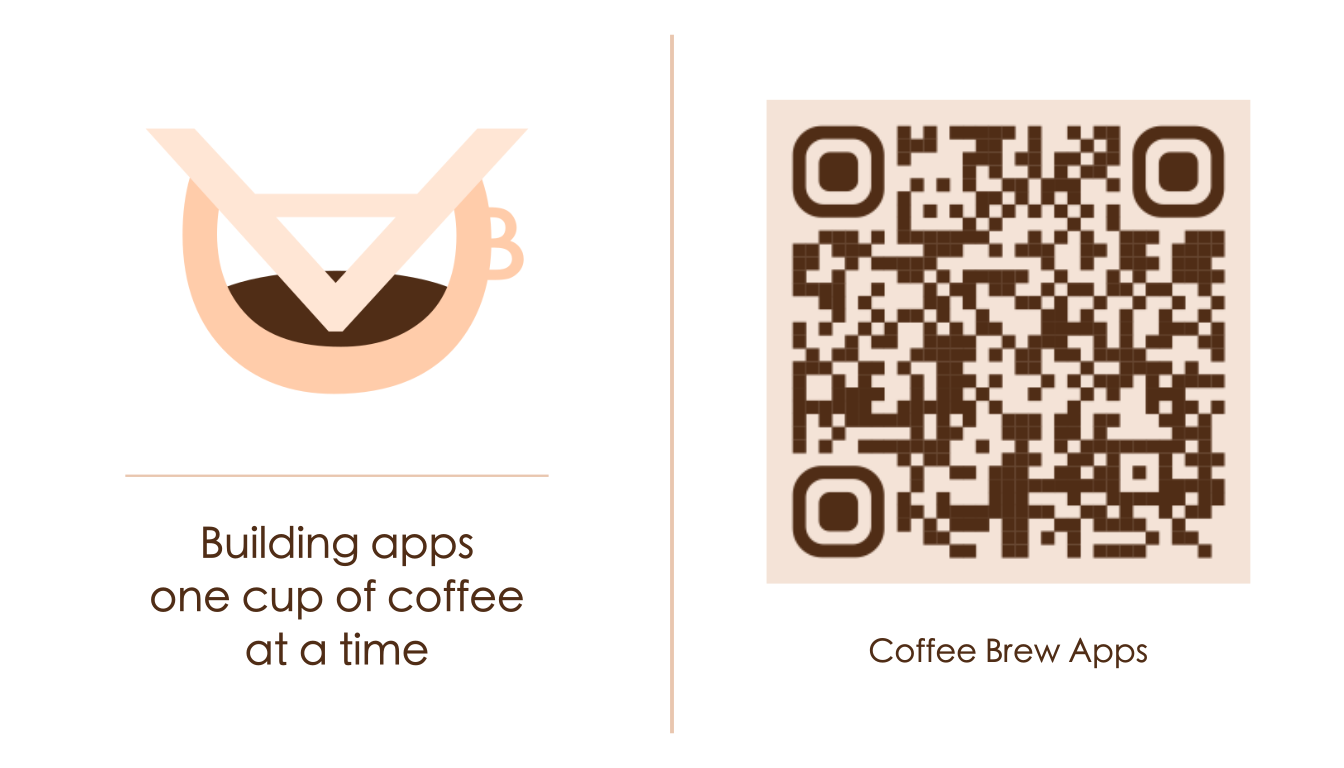 B
Building apps
one cup of coffee
at a time
Coffee Brew Apps